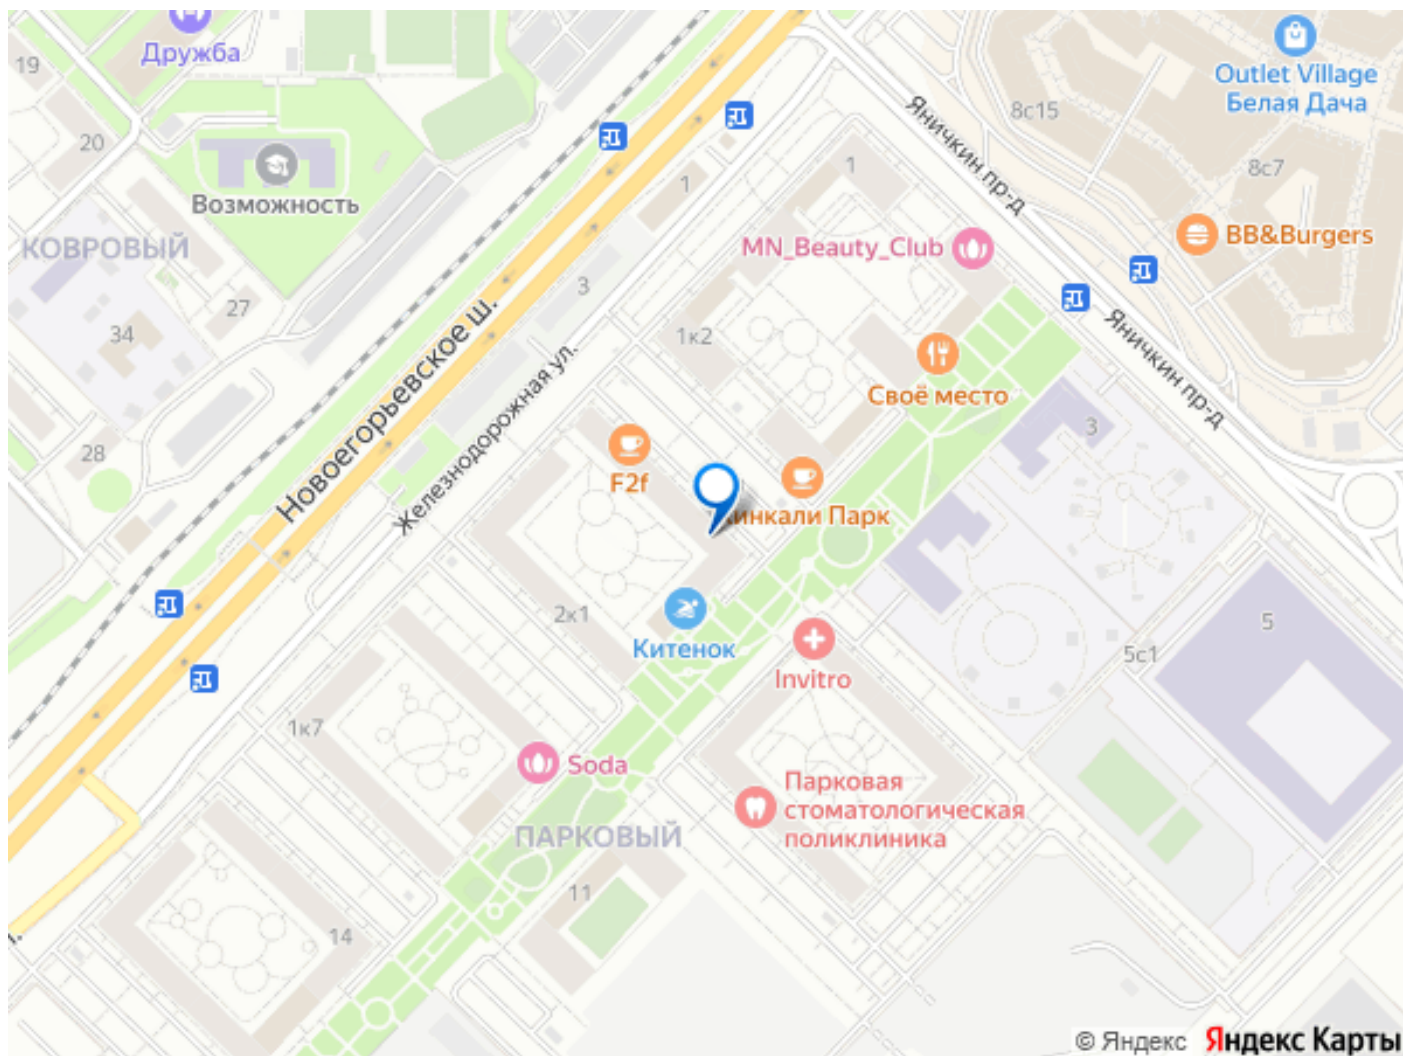 Дружба
19
Outlet Village
Белая Дача
8с15
20
Яничкин пр-д
1
8с7
1
Возможность
BB&Burgers
MN_Beauty_Club
КОВРОВЫЙ
3
27
Новоегорьевское ш.
34
1к2
Яничкин пр-д
Железнодорожная ул.
Своё место
3
28
F2f
инкали Парк
2к1
5
Китенок
5с1
Invitro
1к7
Soda
Парковая
стоматологическая
поликлиника
ПАРКОВЫЙ
11
14
© Яндекс Яндекс Карты